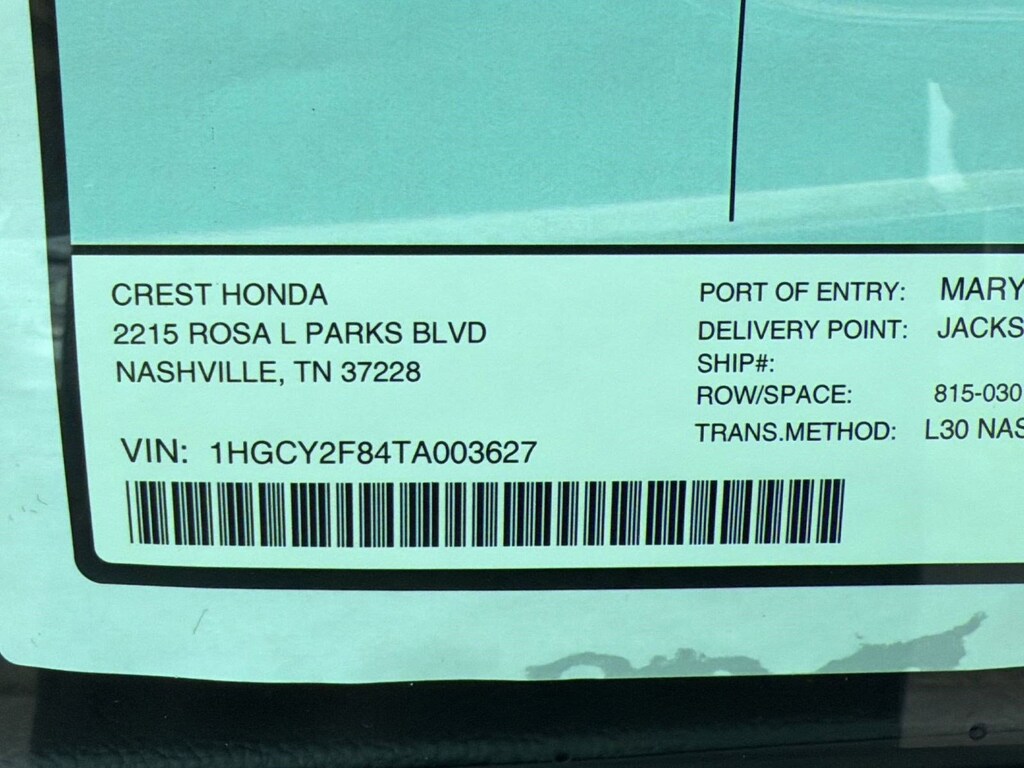 CREST HONDA
2215 ROSA L PARKS BLVD
NASHVILLE, TN 37228
VIN: 1HGCY2F84TA003627
PORT OF ENTRY: MARY
DELIVERY POINT: JACKS
SHIP#:
ROW/SPACE: 815-030
TRANS.METHOD: L30 NAS